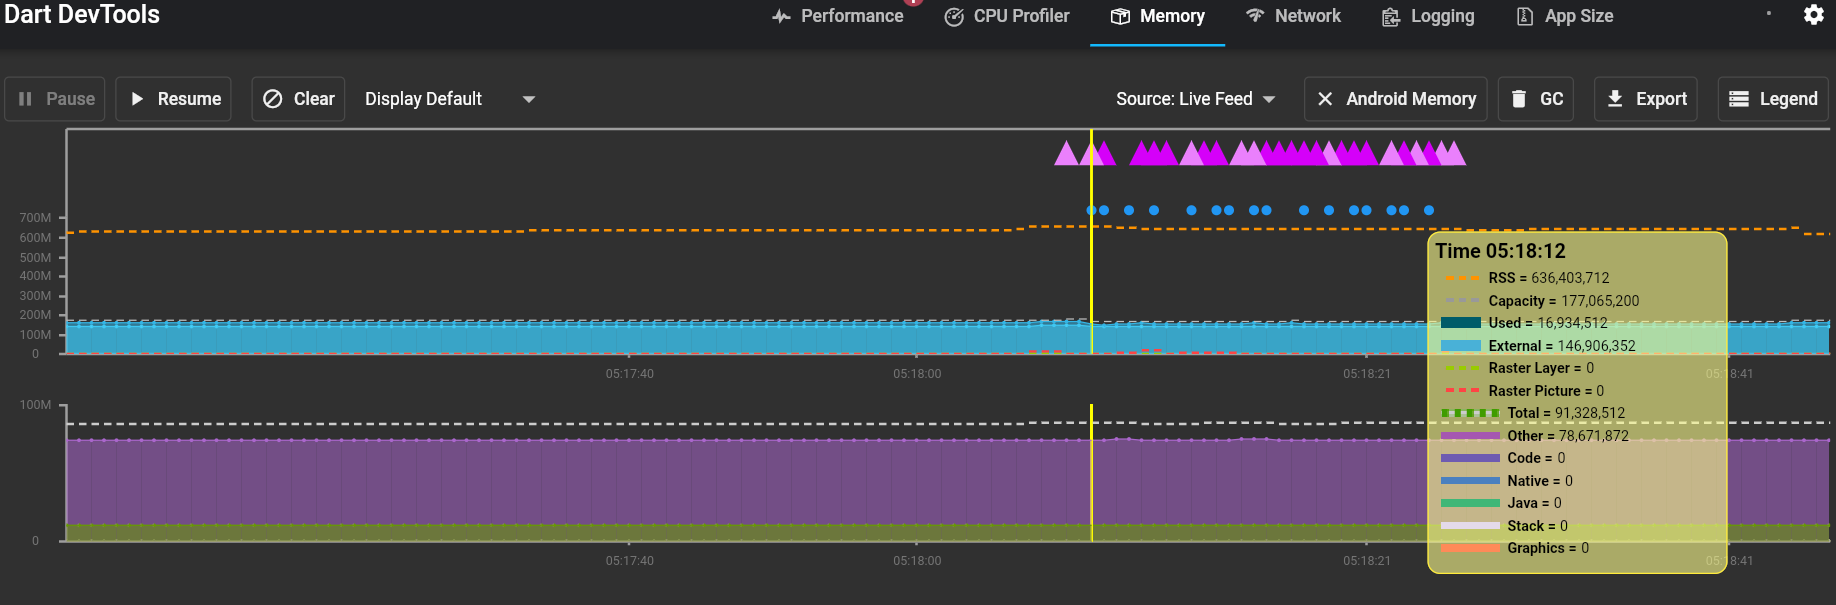 Dart DevTools
Performance
CPU Profiler
Memory
Network
Logging
App Size
Pause
Resume
Clear
Display Default
Source: Live Feed
Android Memory
GC
Export
Legend
700M
600M
500M
400M
300M
200M
100M
0
05:17:40
05:18:00
05:18:21
05:18:41
100M
0
05:17:40
05:18:00
05:18:21
05:18:41
Time 05:18:12
RSS = 636,403,712
Capacity = 177,065,200
Used = 16,934,512
External = 146,906,352
Raster Layer = 0
Raster Picture = 0
Total = 91,328,512
Other = 78,671,872
Code = 0
Native = 0
Java = 0
Stack = 0
Graphics = 0